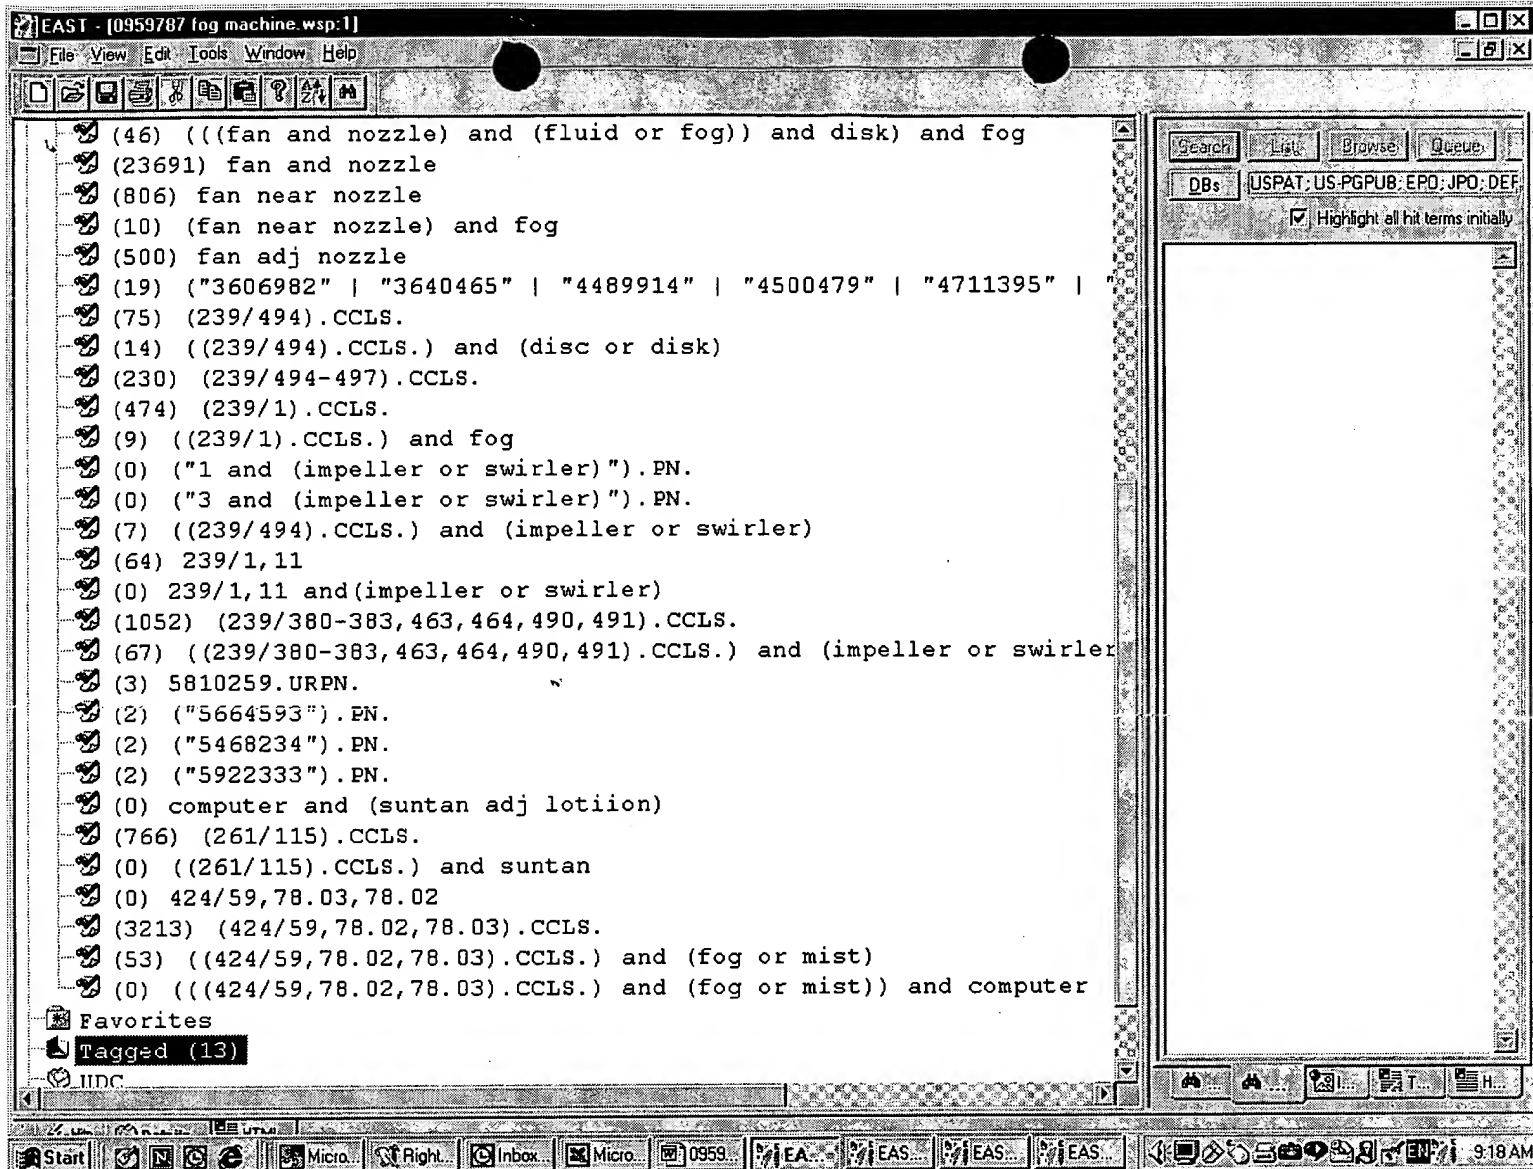 EAST - [0959787 fog machine.wsp:1]
File View Edit Tools Window Help
(46) (((fan and nozzle) and (fluid or fog)) and disk) and fog
(23691) fan and nozzle
(806) fan near nozzle
(10) (fan near nozzle) and fog
(500) fan adj nozzle
(19) ("3606982" | "3640465" | "4489914" | "4500479" | "4711395" | "
(75) (239/494).CCLS.
(14) ((239/494).CCLS.) and (disc or disk)
(230) (239/494-497).CCLS.
(474) (239/1).CCLS.
(9) ((239/1).CCLS.) and fog
(0) ("1 and (impeller or swirler)").PN.
(0) ("3 and (impeller or swirler)").PN.
(7) ((239/494).CCLS.) and (impeller or swirler)
(64) 239/1,11
(0) 239/1,11 and(impeller or swirler)
(1052) (239/380-383,463,464,490,491).CCLS.
(67) ((239/380-383,463,464,490,491).CCLS.) and (impeller or swirler
(3) 5810259.URPN.
(2) ("5664593").PN.
(2) ("5468234").PN.
(2) ("5922333").PN.
(0) computer and (suntan adj lotiion)
(766) (261/115).CCLS.
(0) ((261/115).CCLS.) and suntan
(0) 424/59,78.03,78.02
(3213) (424/59,78.02,78.03).CCLS.
(53) ((424/59,78.02,78.03).CCLS.) and (fog or mist)
(0) (((424/59,78.02,78.03).CCLS.) and (fog or mist)) and computer
Favorites
Tagged (13)
Search List Browse Queue
DBs USPAT; US-PGPUB; EPO; JPO; DER
Highlight all hit terms initially
I... T... H...
Start Micro... Right... Inbox... Micro... 0959... EA... EAS... EAS... EAS... EN 9:18 AM